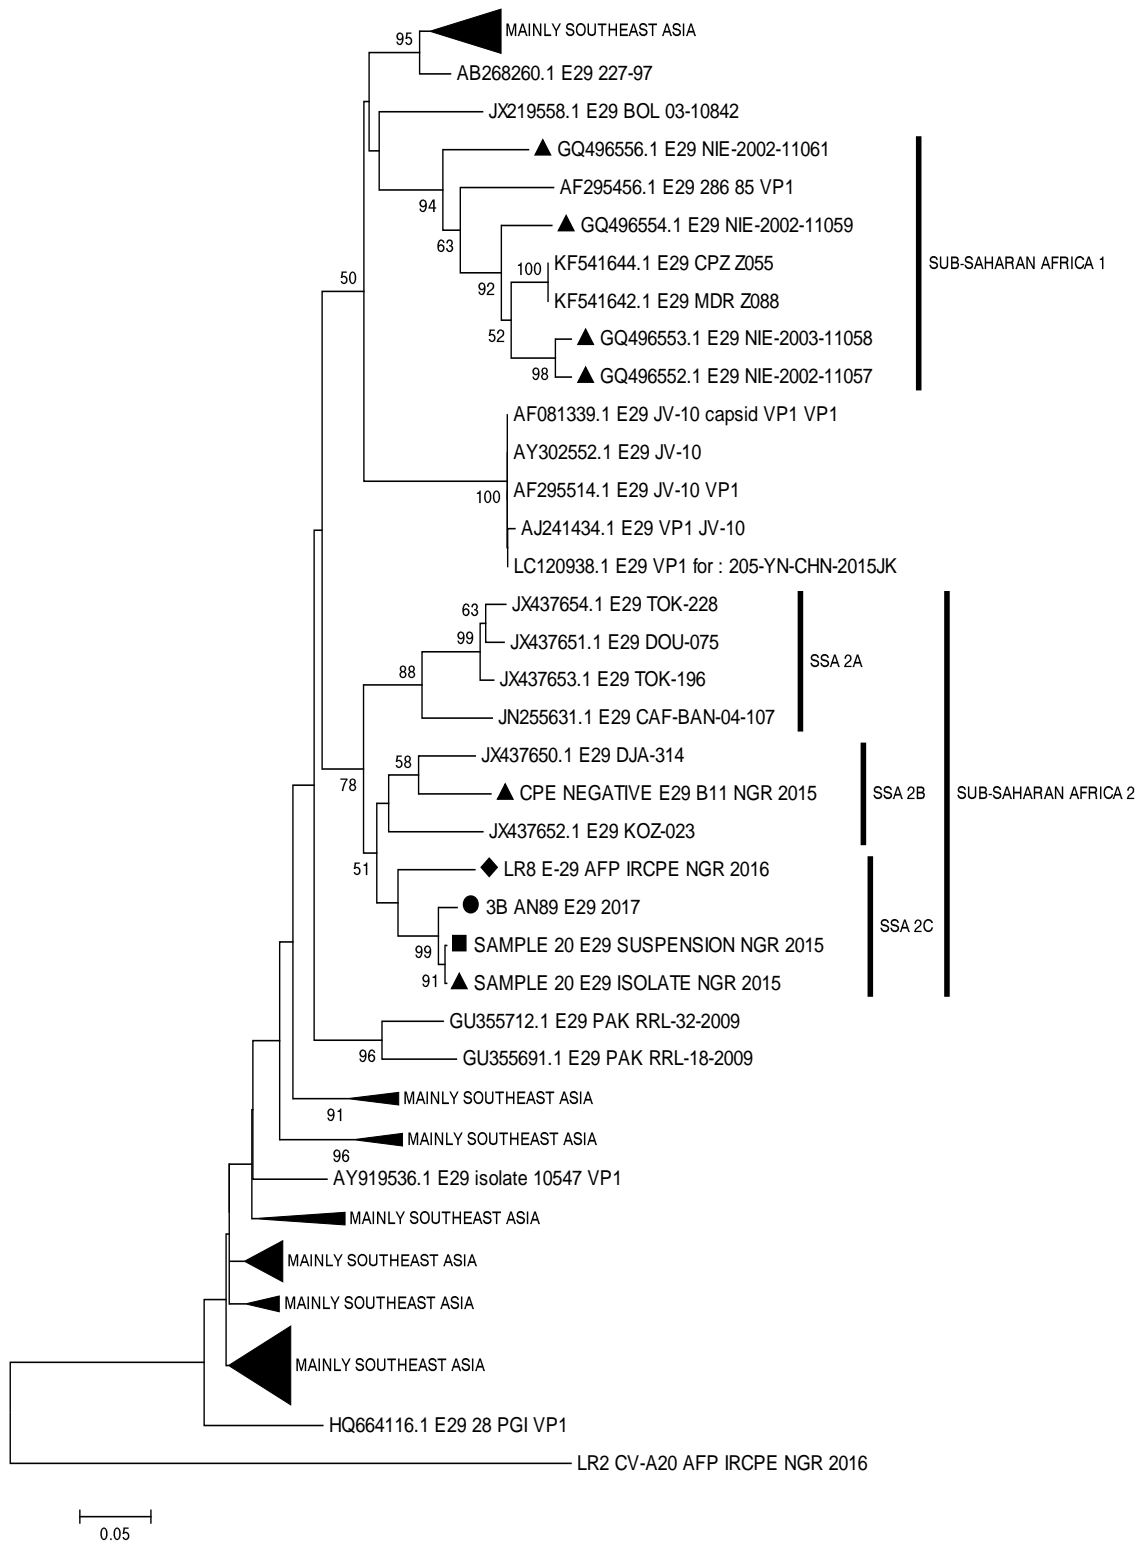 95
MAINLY SOUTHEAST ASIA
AB268260.1 E29 227-97
JX219558.1 E29 BOL 03-10842
GQ496556.1 E29 NIE-2002-11061
94
AF295456.1 E29 286 85 VP1
63
GQ496554.1 E29 NIE-2002-11059
92
100
KF541644.1 E29 CPZ Z055
SUB-SAHARAN AFRICA 1
50
KF541642.1 E29 MDR Z088
52
GQ496553.1 E29 NIE-2003-11058
98
GQ496552.1 E29 NIE-2002-11057
AF081339.1 E29 JV-10 capsid VP1 VP1
AY302552.1 E29 JV-10
100
AF295514.1 E29 JV-10 VP1
AJ241434.1 E29 VP1 JV-10
LC120938.1 E29 VP1 for : 205-YN-CHN-2015JK
63
JX437654.1 E29 TOK-228
99
JX437651.1 E29 DOU-075
SSA 2A
88
JX437653.1 E29 TOK-196
JN255631.1 E29 CAF-BAN-04-107
78
58
JX437650.1 E29 DJA-314
CPE NEGATIVE E29 B11 NGR 2015
SSA 2B
SUB-SAHARAN AFRICA 2
JX437652.1 E29 KOZ-023
51
LR8 E-29 AFP IRCPE NGR 2016
3B AN89 E29 2017
SSA 2C
99
SAMPLE 20 E29 SUSPENSION NGR 2015
91
SAMPLE 20 E29 ISOLATE NGR 2015
GU355712.1 E29 PAK RRL-32-2009
96
GU355691.1 E29 PAK RRL-18-2009
91
MAINLY SOUTHEAST ASIA
96
MAINLY SOUTHEAST ASIA
AY919536.1 E29 isolate 10547 VP1
MAINLY SOUTHEAST ASIA
MAINLY SOUTHEAST ASIA
MAINLY SOUTHEAST ASIA
MAINLY SOUTHEAST ASIA
HQ664116.1 E29 28 PGI VP1
LR2 CV-A20 AFP IRCPE NGR 2016
0.05